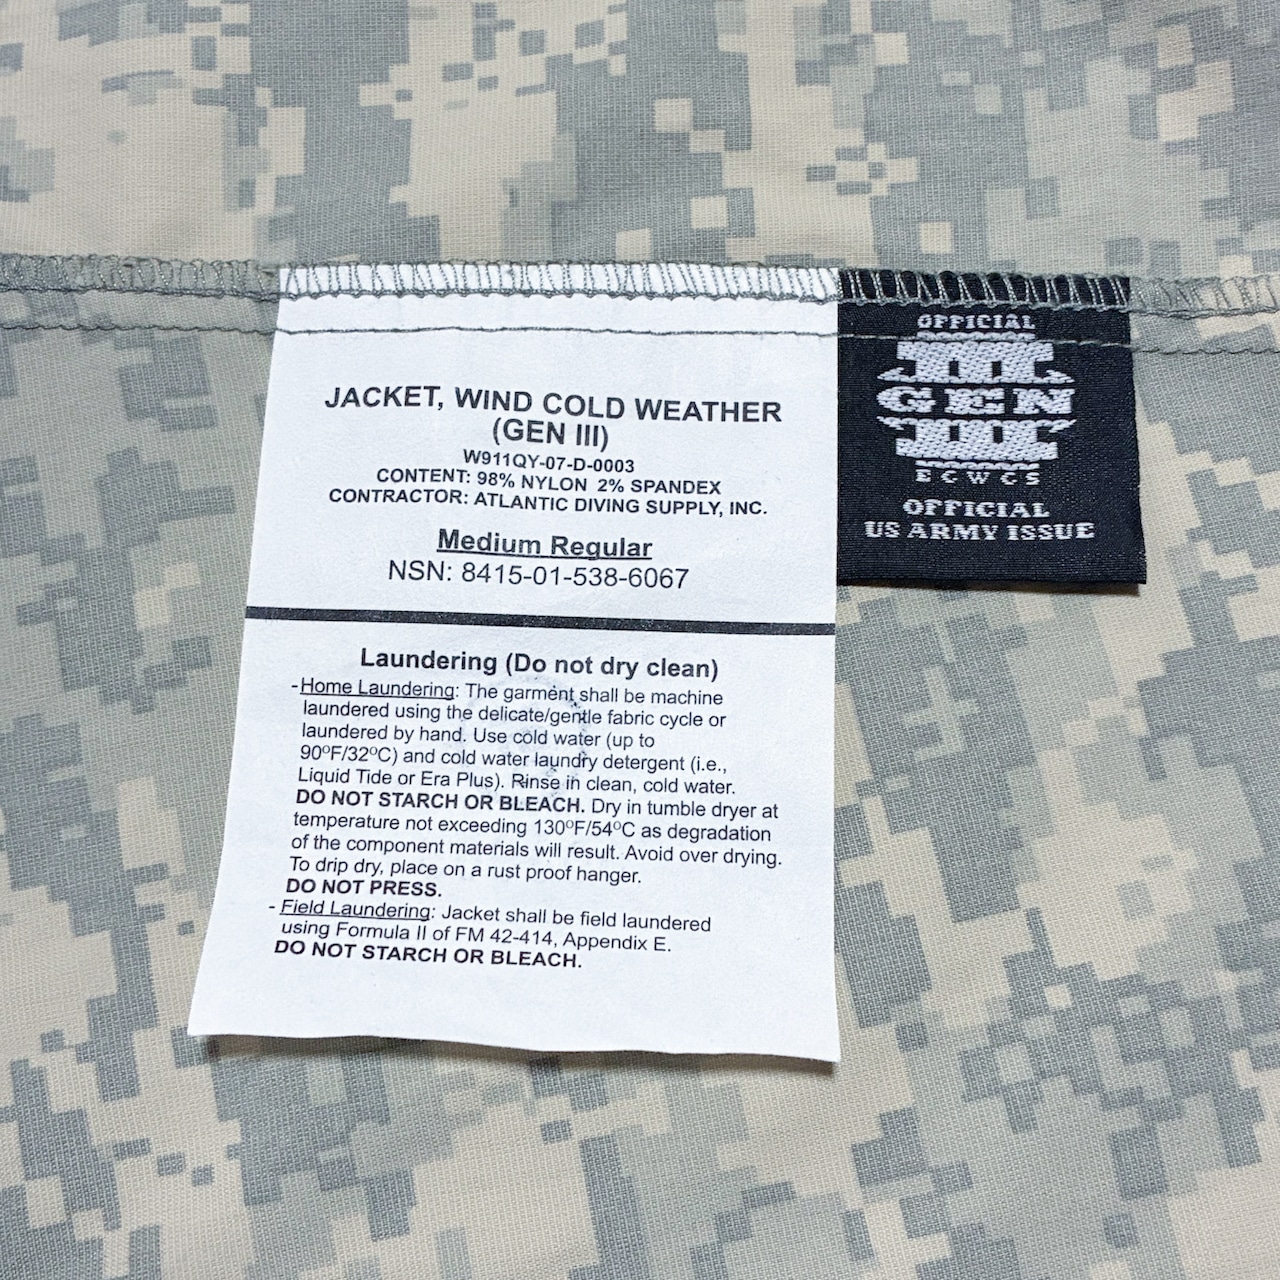 JACKET, WIND COLD WEATHER
(GEN III)
W911QY-07-D-0003
CONTENT: 98% NYLON 2% SPANDEX
CONTRACTOR: ATLANTIC DIVING SUPPLY, INC.
Medium Regular
NSN: 8415-01-538-6067
Laundering (Do not dry clean)
-Home Laundering: The garment shall be machine
laundered using the delicate/gentle fabric cycle or
laundered by hand. Use cold water (up to
90ºF/32ºC) and cold water laundry detergent (i.e.,
Liquid Tide or Era Plus). Rinse in clean, cold water.
DO NOT STARCH OR BLEACH. Dry in tumble dryer at
temperature not exceeding 130ºF/54ºC as degradation
of the component materials will result. Avoid over drying.
To drip dry, place on a rust proof hanger.
DO NOT PRESS.
- Field Laundering: Jacket shall be field laundered
using Formula II of FM 42-414, Appendix E.
DO NOT STARCH OR BLEACH.
OFFICIAL
III
GEN
III
ECWCS
OFFICIAL
US ARMY ISSUE